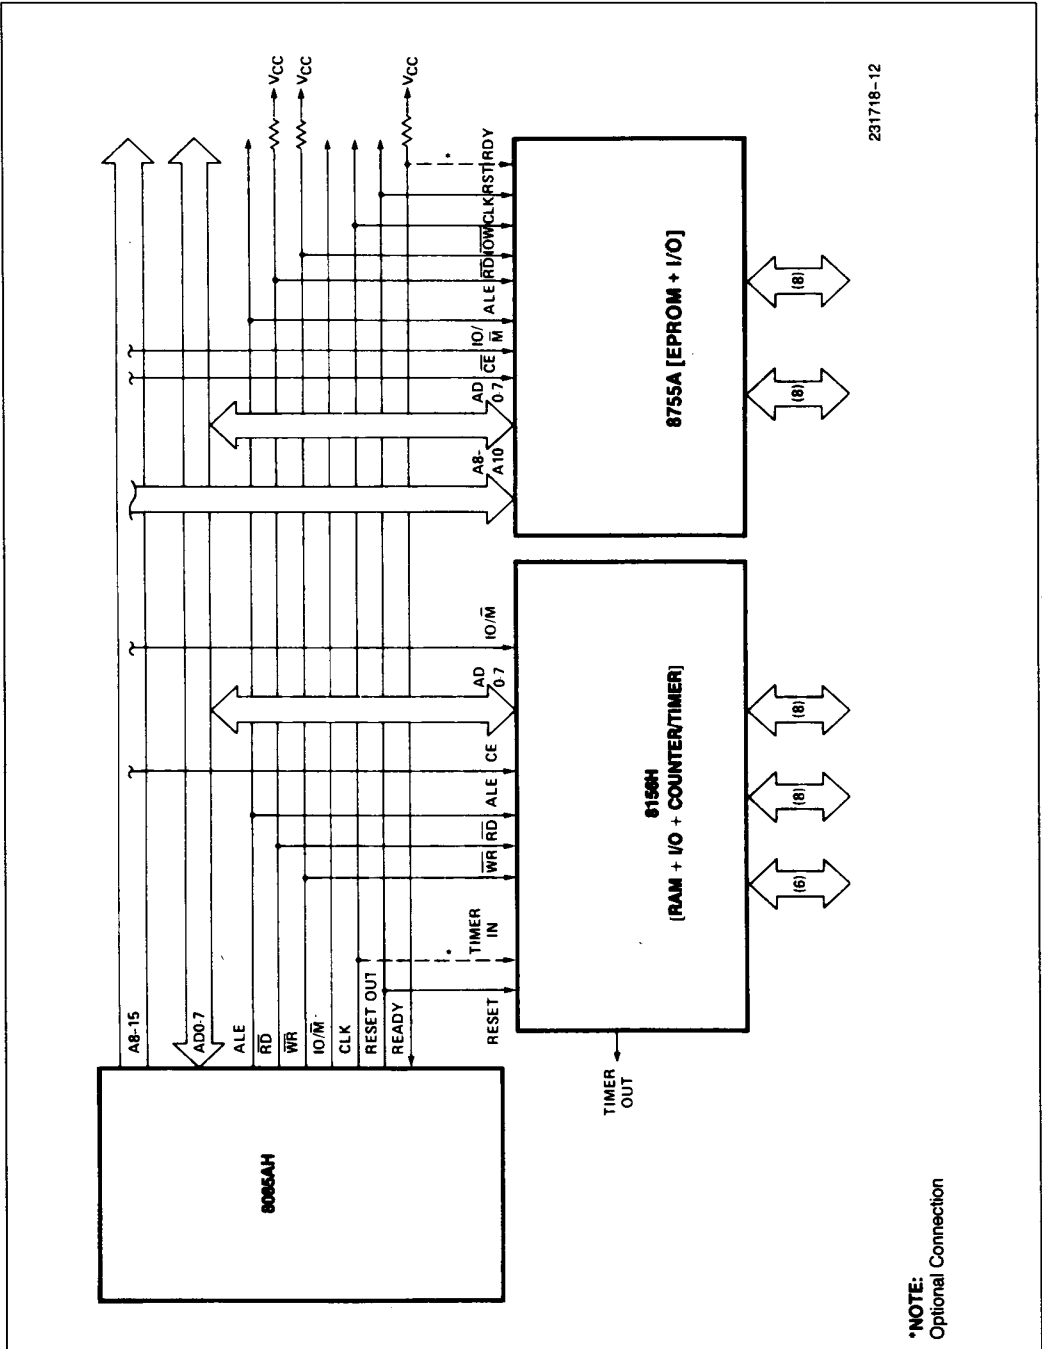 8085AH
A8-15
AD0-7
ALE
RD
WR
IO/M
CLK
RESET OUT
READY
VCC
VCC
VCC
RESET
TIMER
IN
*
WR
RD
ALE
CE
AD
0-7
IO/M
A8-
A10
AD
0-7
CE
IO/
M
ALE
RD
IOW
CLK
RST
RDY
*
TIMER
OUT
8156H
[RAM + I/O + COUNTER/TIMER]
8755A [EPROM + I/O]
(6)
(8)
(8)
(8)
(8)
231718-12
*NOTE:
Optional Connection